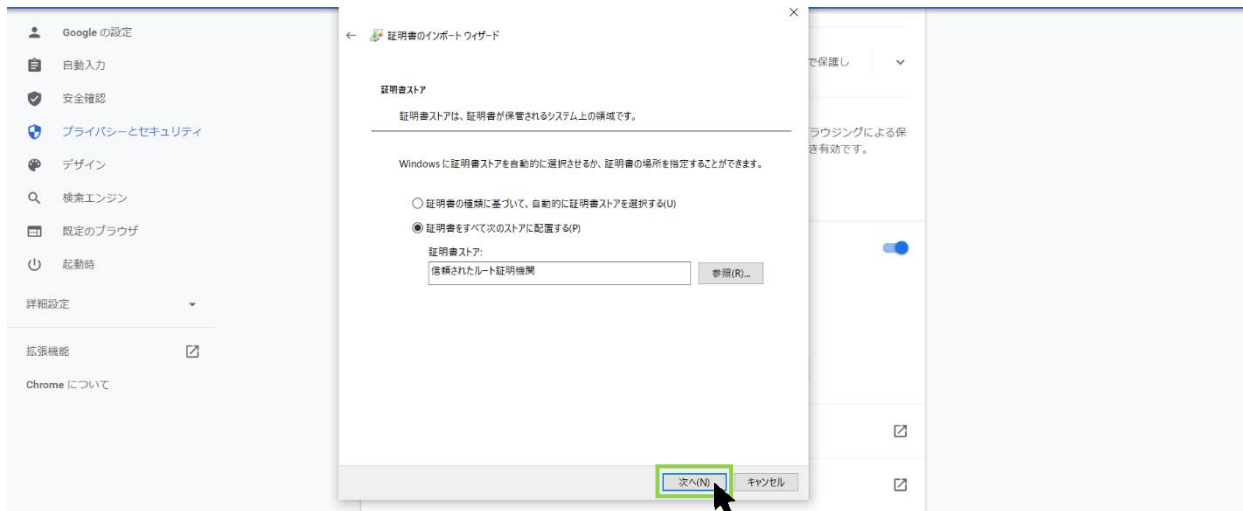 Google の設定
自動入力
安全確認
プライバシーとセキュリティ
デザイン
検索エンジン
既定のブラウザ
起動時
詳細設定
拡張機能
Chrome について
証明書のインポート ウィザード
証明書ストア
証明書ストアは、証明書が保管されるシステム上の領域です。
Windows に証明書ストアを自動的に選択させるか、証明書の場所を指定することができます。
証明書の種類に基づいて、自動的に証明書ストアを選択する(U)
証明書をすべて次のストアに配置する(P)
証明書ストア:
信頼されたルート証明機関
参照(R)...
次へ(N)
キャンセル
で保護し
ラウジングによる保
き有効です。